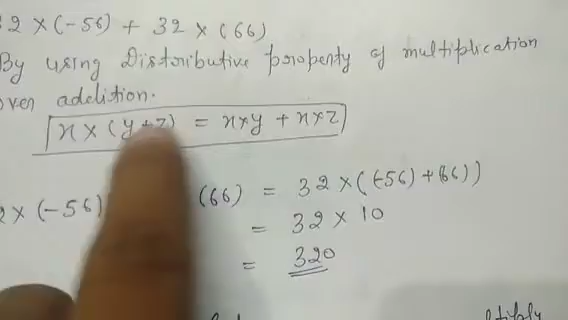 32 × (-56) + 32 × (66)
By using Distributive property of multiplication
over addition.
x × (y+z) = x×y + x×z
2 × (-56) (66) = 32 × ((-56) + 66))
= 32 × 10
= 320